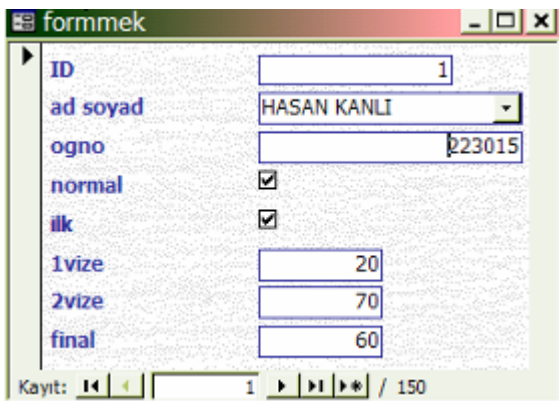 formmek
ID 1
ad soyad HASAN KANLI
ogno 223015
normal
ilk
1vize 20
2vize 70
final 60
Kayıt: 1 / 150